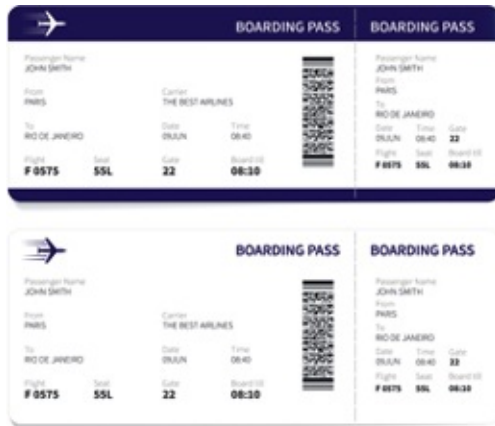 BOARDING PASS
Passenger Name
JOHN SMITH
From
PARIS
Carrier
THE BEST AIRLINES
To
RIO DE JANEIRO
Date Time
09JUN 08:40
Flight Seat Gate Board till
F 0575 55L 22 08:10
BOARDING PASS
Passenger Name
JOHN SMITH
From
PARIS
To
RIO DE JANEIRO
Date Time Gate
09JUN 08:40 22
Flight Seat Board till
F 0575 55L 08:10
BOARDING PASS
Passenger Name
JOHN SMITH
From
PARIS
Carrier
THE BEST AIRLINES
To
RIO DE JANEIRO
Date Time
09JUN 08:40
Flight Seat Gate Board till
F 0575 55L 22 08:10
BOARDING PASS
Passenger Name
JOHN SMITH
From
PARIS
To
RIO DE JANEIRO
Date Time Gate
09JUN 08:40 22
Flight Seat Board till
F 0575 55L 08:10